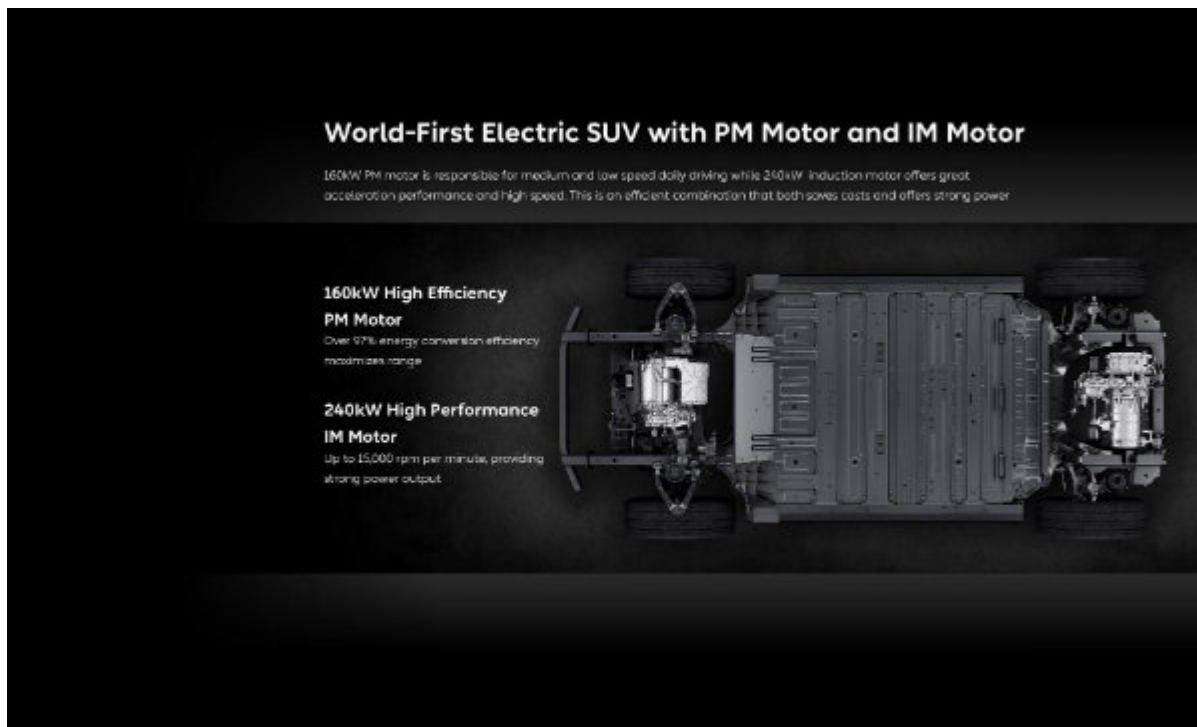 World-First Electric SUV with PM Motor and IM Motor
160kW PM motor is responsible for medium and low speed daily driving while 240kW induction motor offers great
acceleration performance and high speed. This is an efficient combination that both saves costs and offers strong power
160kW High Efficiency
PM Motor
Over 97% energy conversion efficiency
maximizes range
240kW High Performance
IM Motor
Up to 15,000 rpm per minute, providing
strong power output